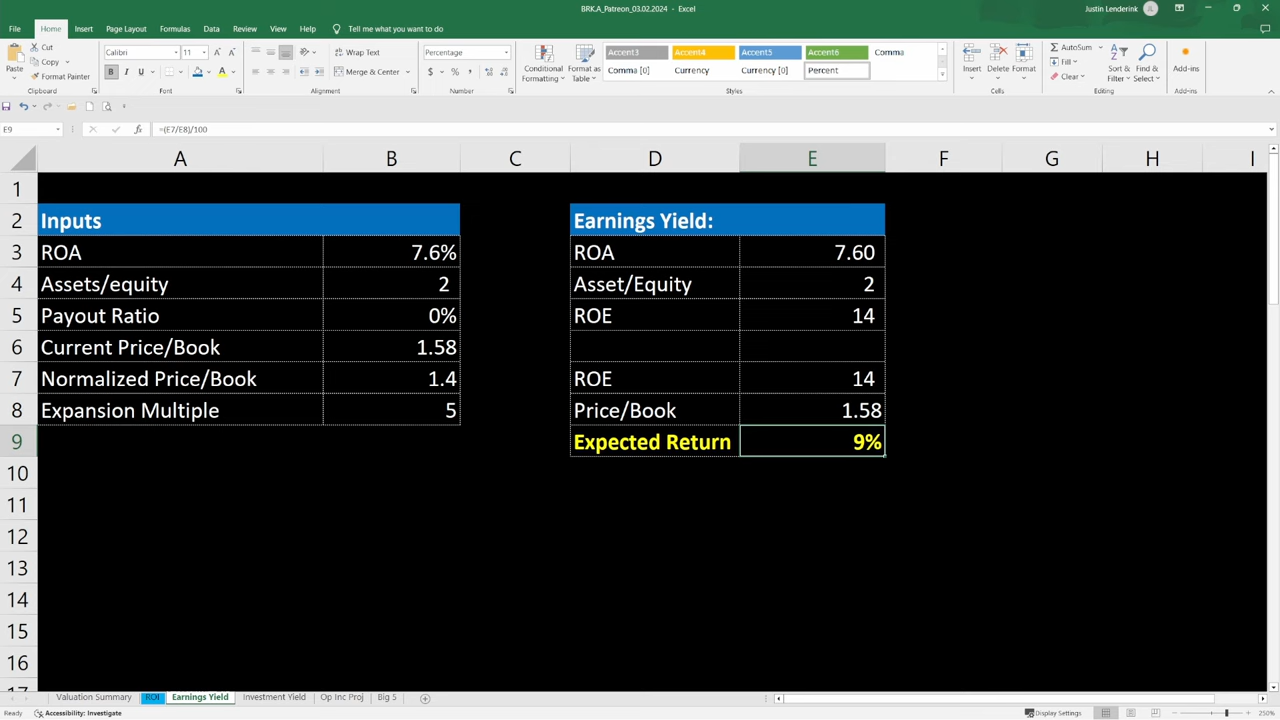 BRK.A_Patreon_03.02.2024 - Excel
Justin Lenderink
File Home Insert Page Layout Formulas Data Review View Help Tell me what you want to do
Paste
Cut
Copy
Format Painter
Clipboard
Calibri 11
B I U
Font
Wrap Text
Merge & Center
Alignment
Percentage
$ % ,
Number
Conditional Formatting
Format as Table
Accent3 Accent4 Accent5 Accent6 Comma
Comma [0] Currency Currency [0] Percent
Styles
Insert Delete Format
Cells
AutoSum
Fill
Clear
Sort & Filter
Find & Select
Editing
Add-ins
Add-ins
E9 fx =(E7/E8)/100
A B C D E F G H I
1
2 Inputs Earnings Yield:
3 ROA 7.6% ROA 7.60
4 Assets/equity 2 Asset/Equity 2
5 Payout Ratio 0% ROE 14
6 Current Price/Book 1.58
7 Normalized Price/Book 1.4 ROE 14
8 Expansion Multiple 5 Price/Book 1.58
9 Expected Return 9%
10
11
12
13
14
15
16
17
Valuation Summary ROI Earnings Yield Investment Yield Op Inc Proj Big 5
Ready Accessibility: Investigate Display Settings 250%